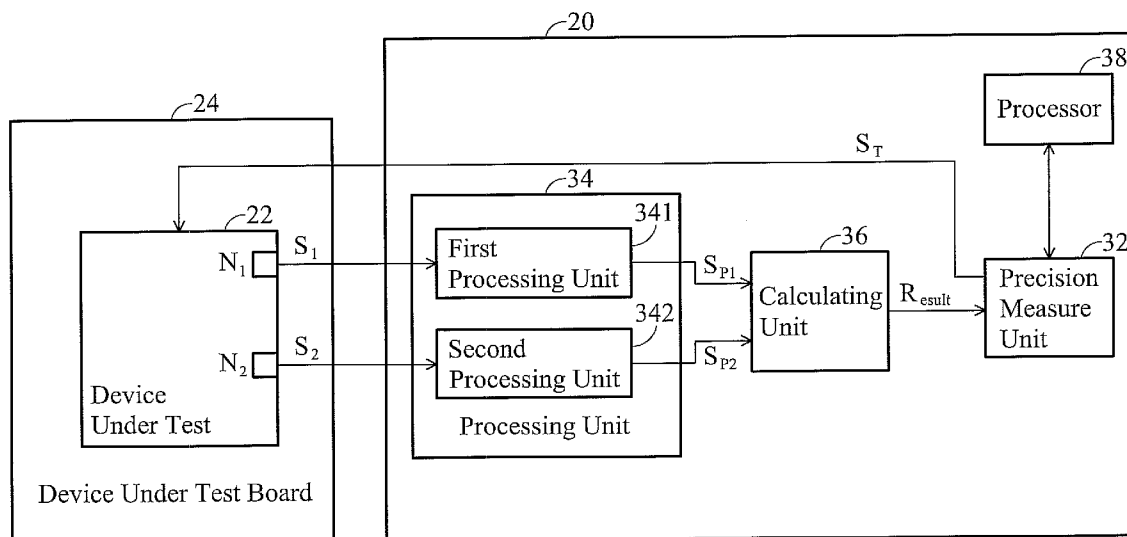 20
38
Processor
24
S_T
34
22
341
N_1
S_1
First
Processing Unit
S_P1
36
32
Calculating
Unit
R_esult
Precision
Measure
Unit
342
N_2
S_2
Second
Processing Unit
S_P2
Device
Under Test
Processing Unit
Device Under Test Board